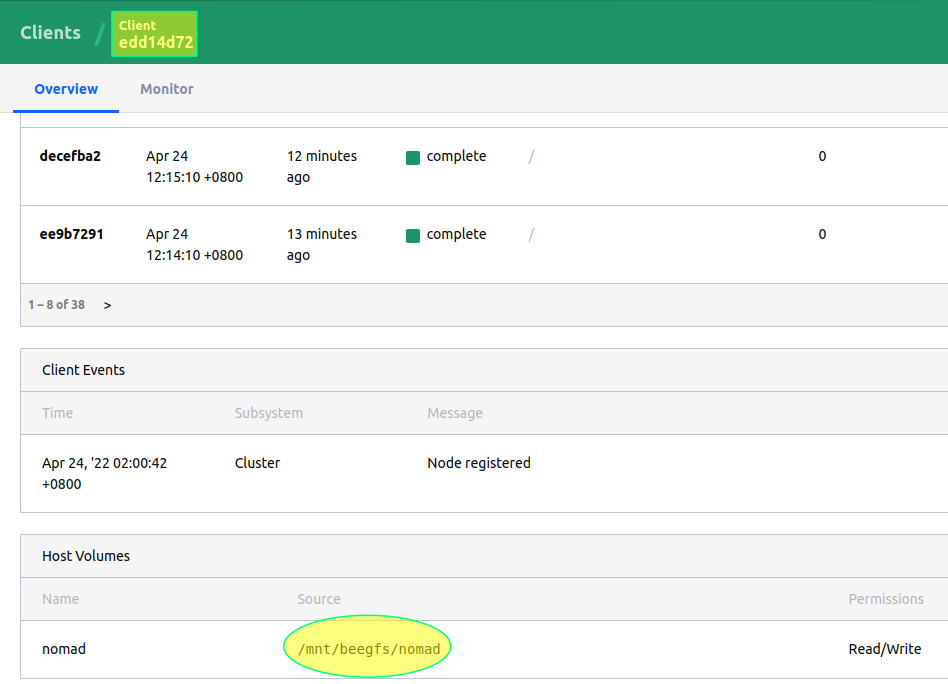 Clients / Client
edd14d72
Overview Monitor
decefba2 Apr 24 12 minutes complete / 0
12:15:10 +0800 ago
ee9b7291 Apr 24 13 minutes complete / 0
12:14:10 +0800 ago
1 – 8 of 38 >
Client Events
Time Subsystem Message
Apr 24, '22 02:00:42 Cluster Node registered
+0800
Host Volumes
Name Source Permissions
nomad /mnt/beegfs/nomad Read/Write